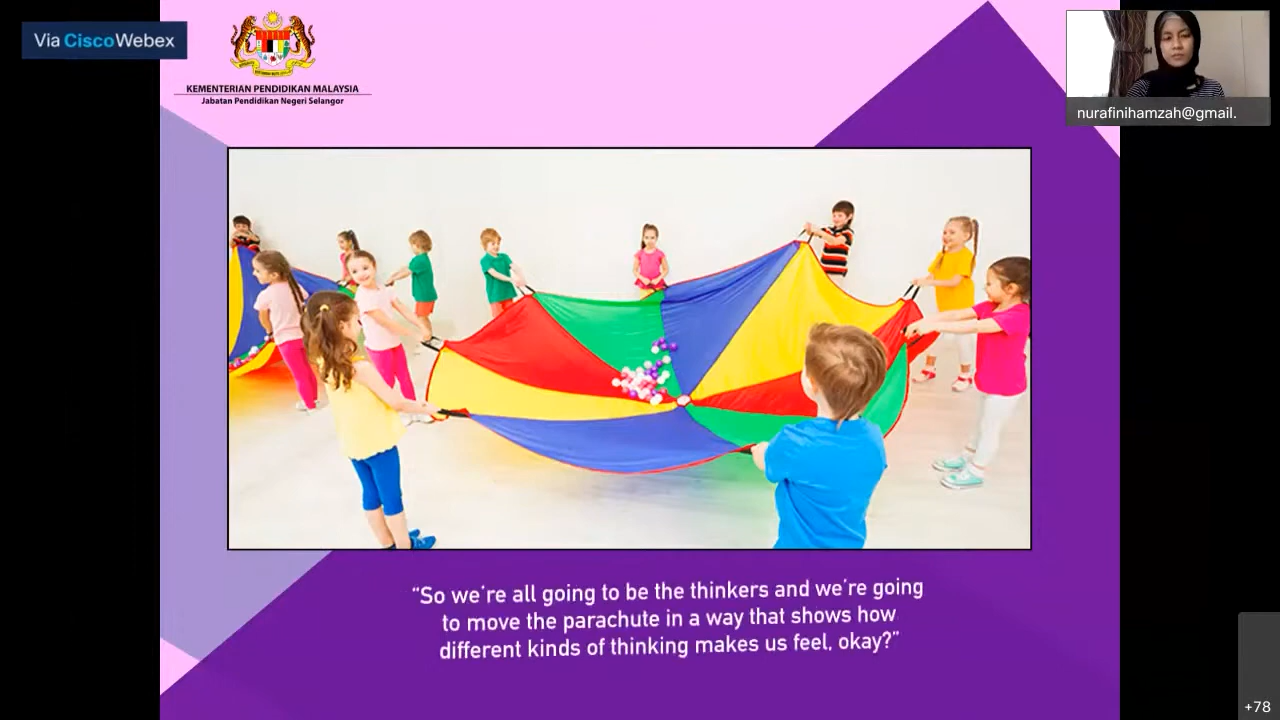 Via Cisco Webex
KEMENTERIAN PENDIDIKAN MALAYSIA
Jabatan Pendidikan Negeri Selangor
nurafinihamzah@gmail.
“So we're all going to be the thinkers and we're going
to move the parachute in a way that shows how
different kinds of thinking makes us feel, okay?”
+78